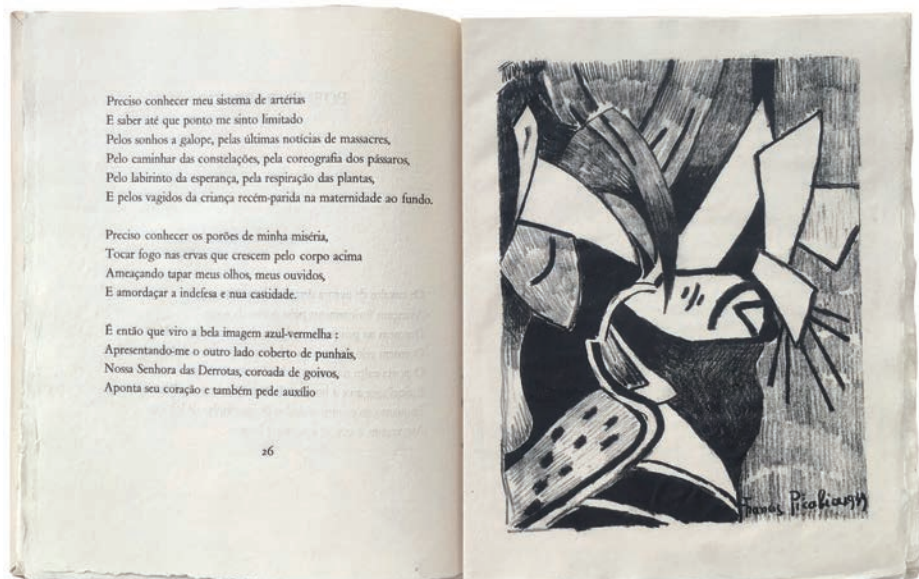 Preciso conhecer meu sistema de artérias
E saber até que ponto me sinto limitado
Pelos sonhos a galope, pelas últimas notícias de massacres,
Pelo caminhar das constelações, pela coreografia dos pássaros,
Pelo labirinto da esperança, pela respiração das plantas,
E pelos vagidos da criança recém-parida na maternidade ao fundo.
Preciso conhecer os porões de minha miséria,
Tocar fogo nas ervas que crescem pelo corpo acima
Ameaçando tapar meus olhos, meus ouvidos,
E amordaçar a indefesa e nua castidade.
É então que viro a bela imagem azul-vermelha :
Apresentando-me o outro lado coberto de punhais,
Nossa Senhora das Derrotas, coroada de goivos,
Aponta seu coração e também pede auxílio
26
Francis Picabia 1949